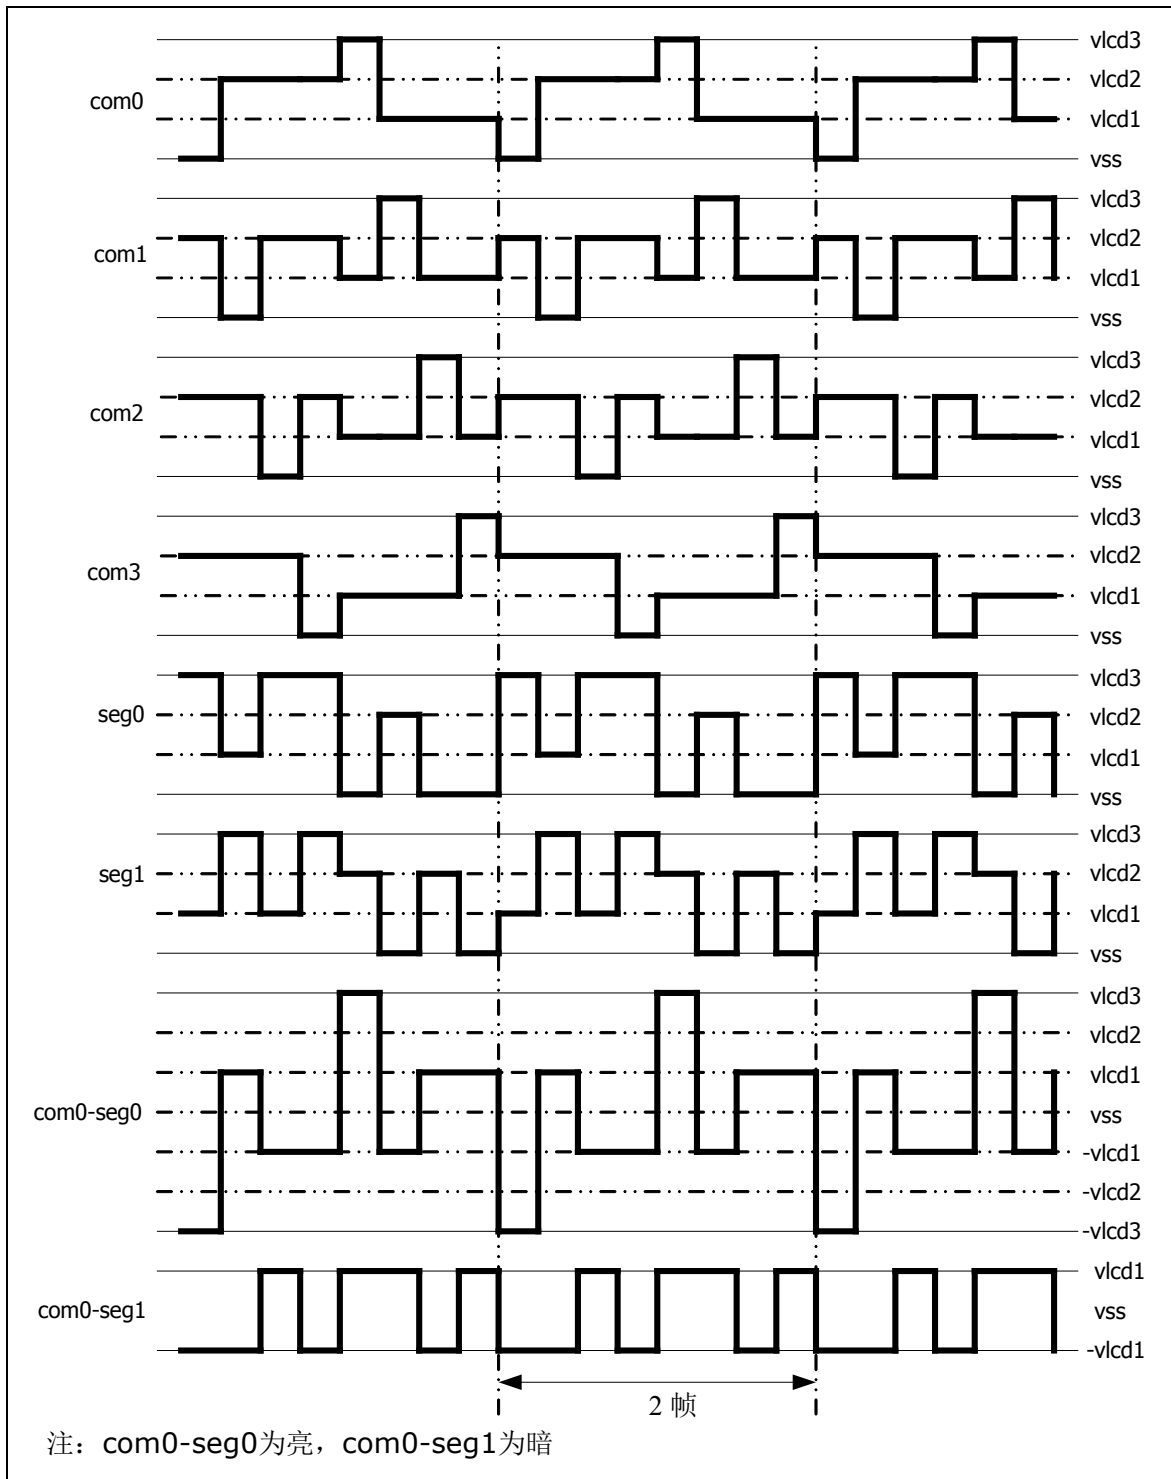 vlcd3
vlcd2
com0
vlcd1
vss
vlcd3
vlcd2
com1
vlcd1
vss
vlcd3
vlcd2
com2
vlcd1
vss
vlcd3
vlcd2
com3
vlcd1
vss
vlcd3
seg0
vlcd2
vlcd1
vss
vlcd3
seg1
vlcd2
vlcd1
vss
vlcd3
vlcd2
vlcd1
com0-seg0
vss
-vlcd1
-vlcd2
-vlcd3
vlcd1
com0-seg1
vss
-vlcd1
2 帧
注：com0-seg0为亮，com0-seg1为暗